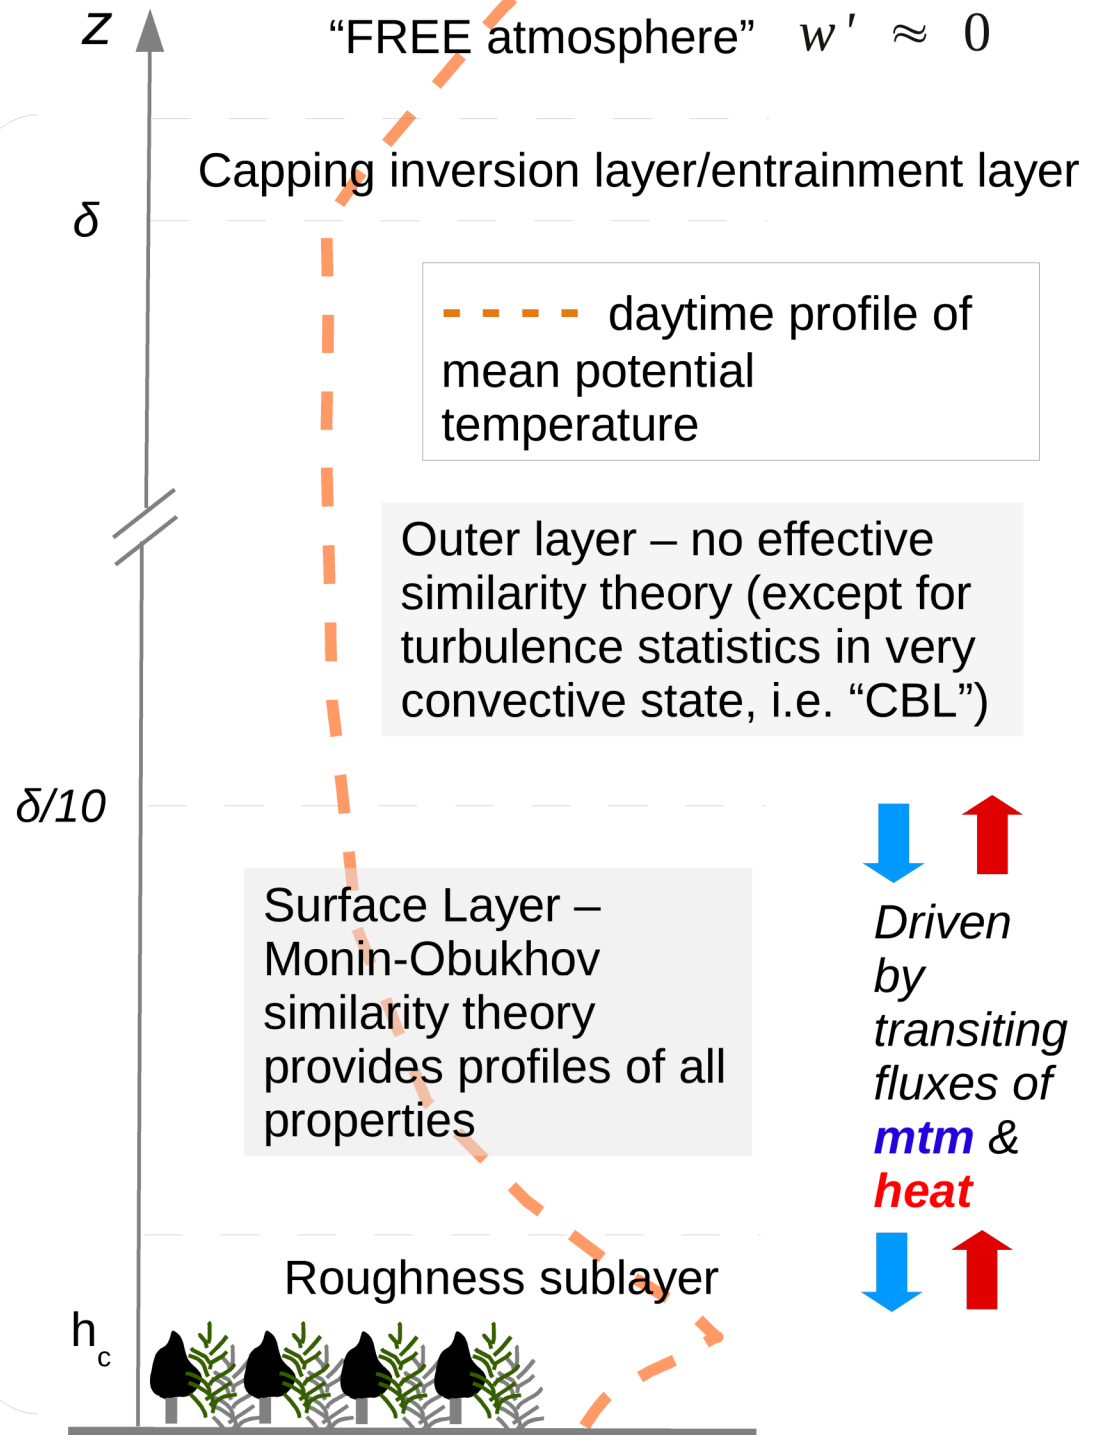 z
“FREE atmosphere” w' ≈ 0
Capping inversion layer/entrainment layer
δ
daytime profile of
mean potential
temperature
Outer layer – no effective
similarity theory (except for
turbulence statistics in very
convective state, i.e. “CBL”)
δ/10
Surface Layer –
Monin-Obukhov
similarity theory
provides profiles of all
properties
Driven
by
transiting
fluxes of
mtm &
heat
Roughness sublayer
hc